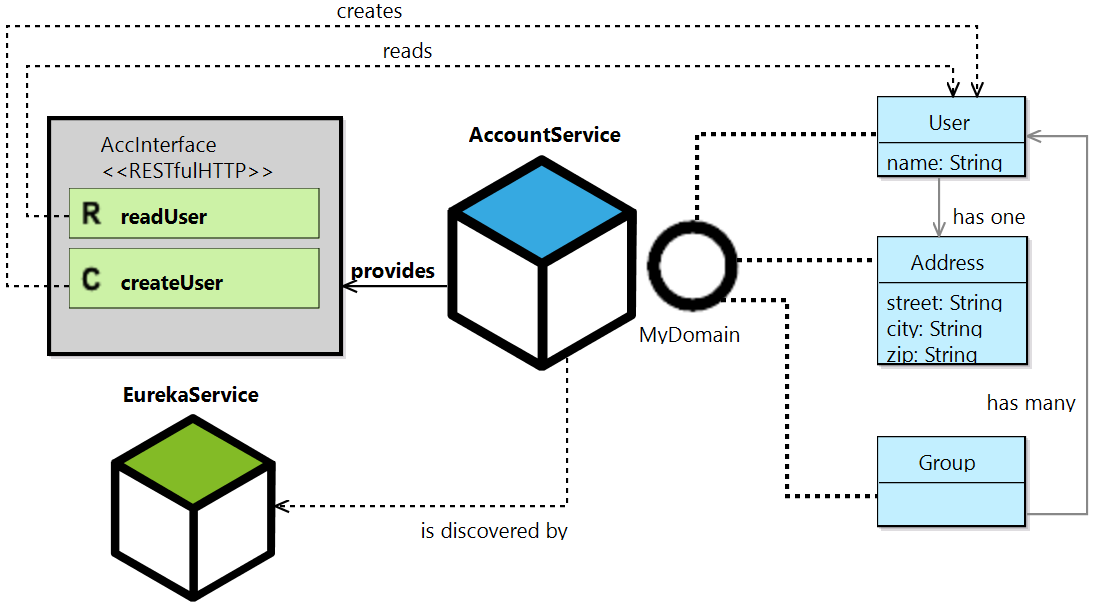 creates
reads
AccInterface
<<RESTfulHTTP>>
R readUser
C createUser
provides
AccountService
MyDomain
User
name: String
has one
Address
street: String
city: String
zip: String
has many
Group
EurekaService
is discovered by